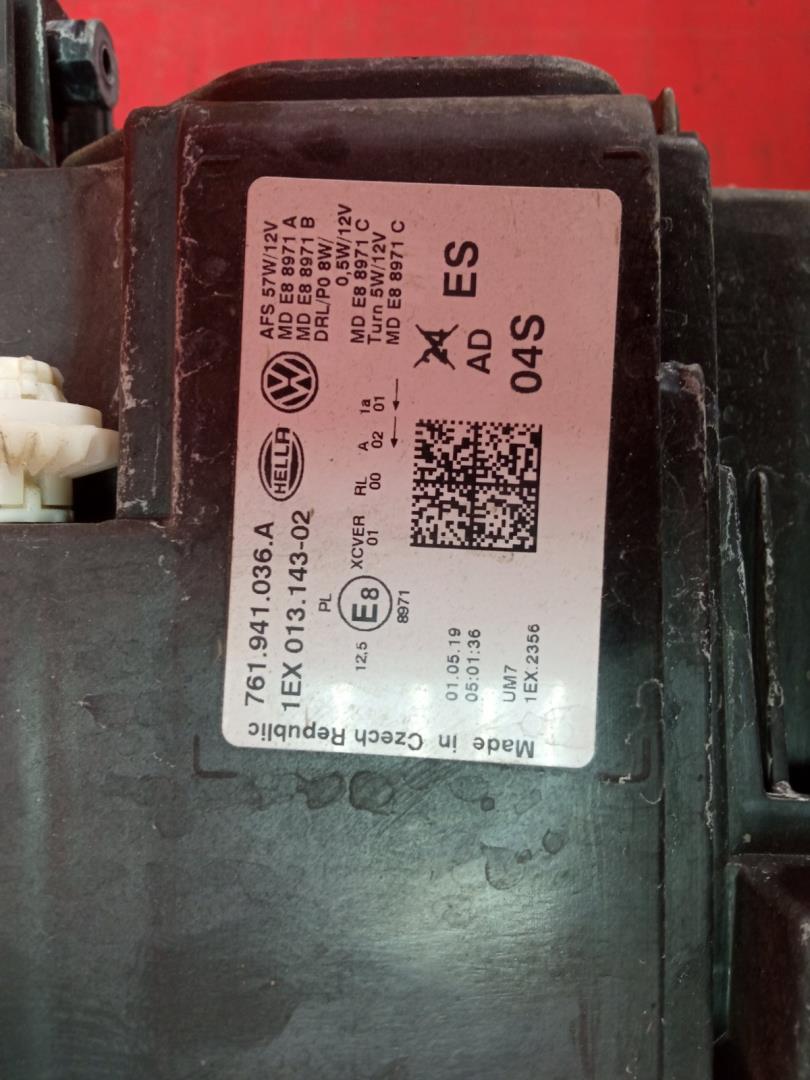 761.941.036.A
1EX 013.143-02
HELLA
AFS 57W/12V
MD E8 8971 A
MD E8 8971 B
DRL/P0 8W/
0,5W/12V
MD E8 8971 C
Turn 5W/12V
MD E8 8971 C
PL
12,5
E8
8971
XCVER RL A 1a
01 00 02 01
24 ES
AD
04S
01.05.19
05:01:36
UM7
1EX.2356
Made in Czech Republic